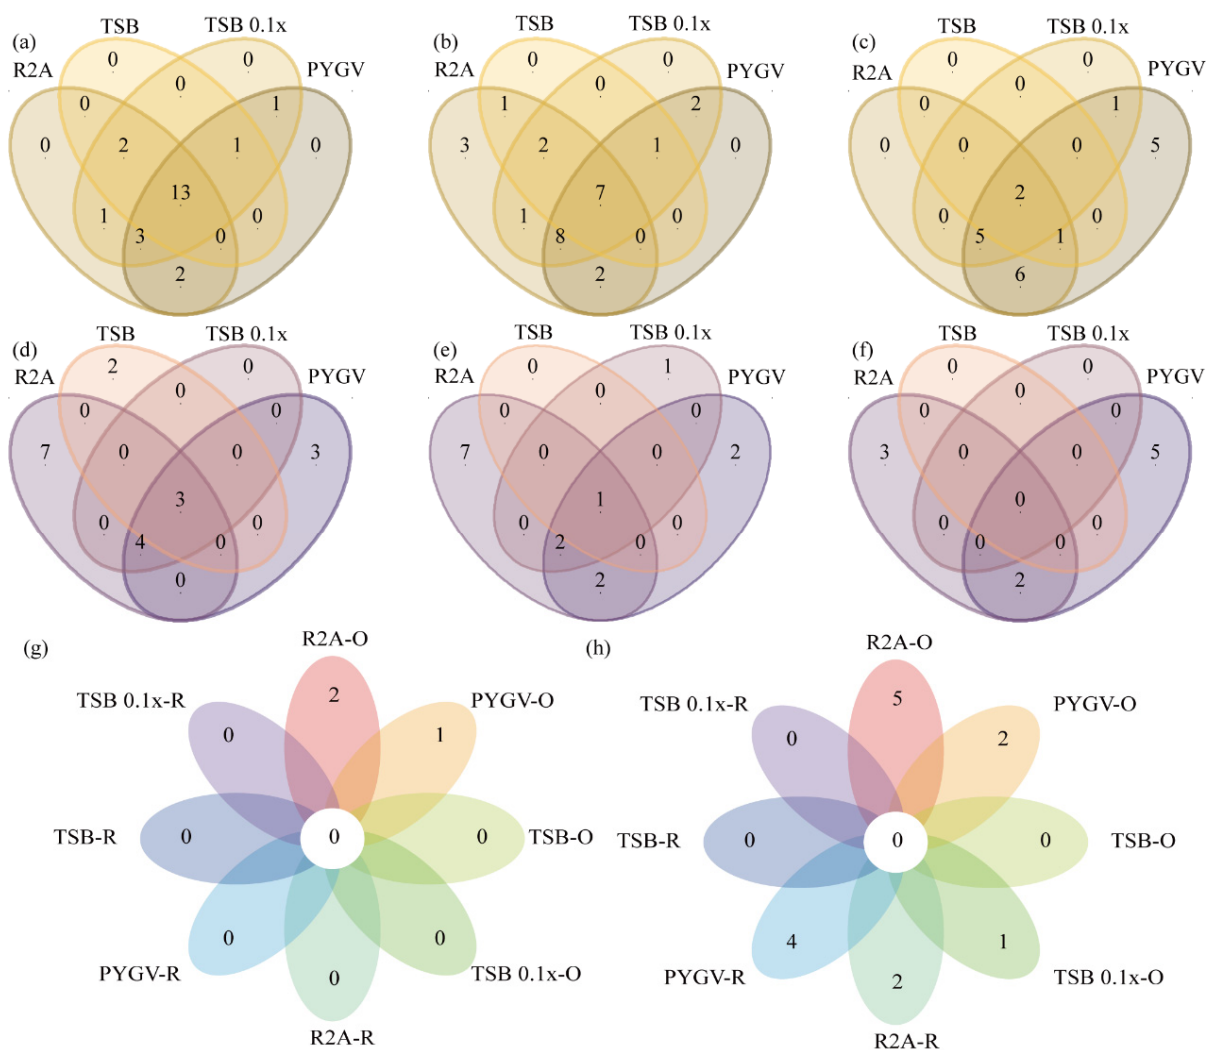 (a) TSB TSB 0.1x
R2A PYGV
0 0
0
0 1
0 2 1 0
13
1 0
3 0
2
(b) TSB TSB 0.1x
R2A PYGV
0 0
0
1 2
3 2 1 0
7
1 0
8 0
2
(c) TSB TSB 0.1x
R2A PYGV
0 0
0
0 1
0 0 0 5
2
0 0
5 1
6
(d) TSB TSB 0.1x
R2A PYGV
2 0
0
0 0
7 0 0 3
3
0 0
4 0
0
(e) TSB TSB 0.1x
R2A PYGV
0 1
0
0 0
7 0 0 2
1
0 0
2 0
2
(f) TSB TSB 0.1x
R2A PYGV
0 0
0
0 0
3 0 0 5
0
0 0
0 0
2
(g) R2A-O
TSB 0.1x-R 2 PYGV-O
0 1
TSB-R 0 0 0 TSB-O
0 0
PYGV-R 0 TSB 0.1x-O
R2A-R
(h) R2A-O
TSB 0.1x-R 5 PYGV-O
0 2
TSB-R 0 0 0 TSB-O
4 1
PYGV-R 2 TSB 0.1x-O
R2A-R